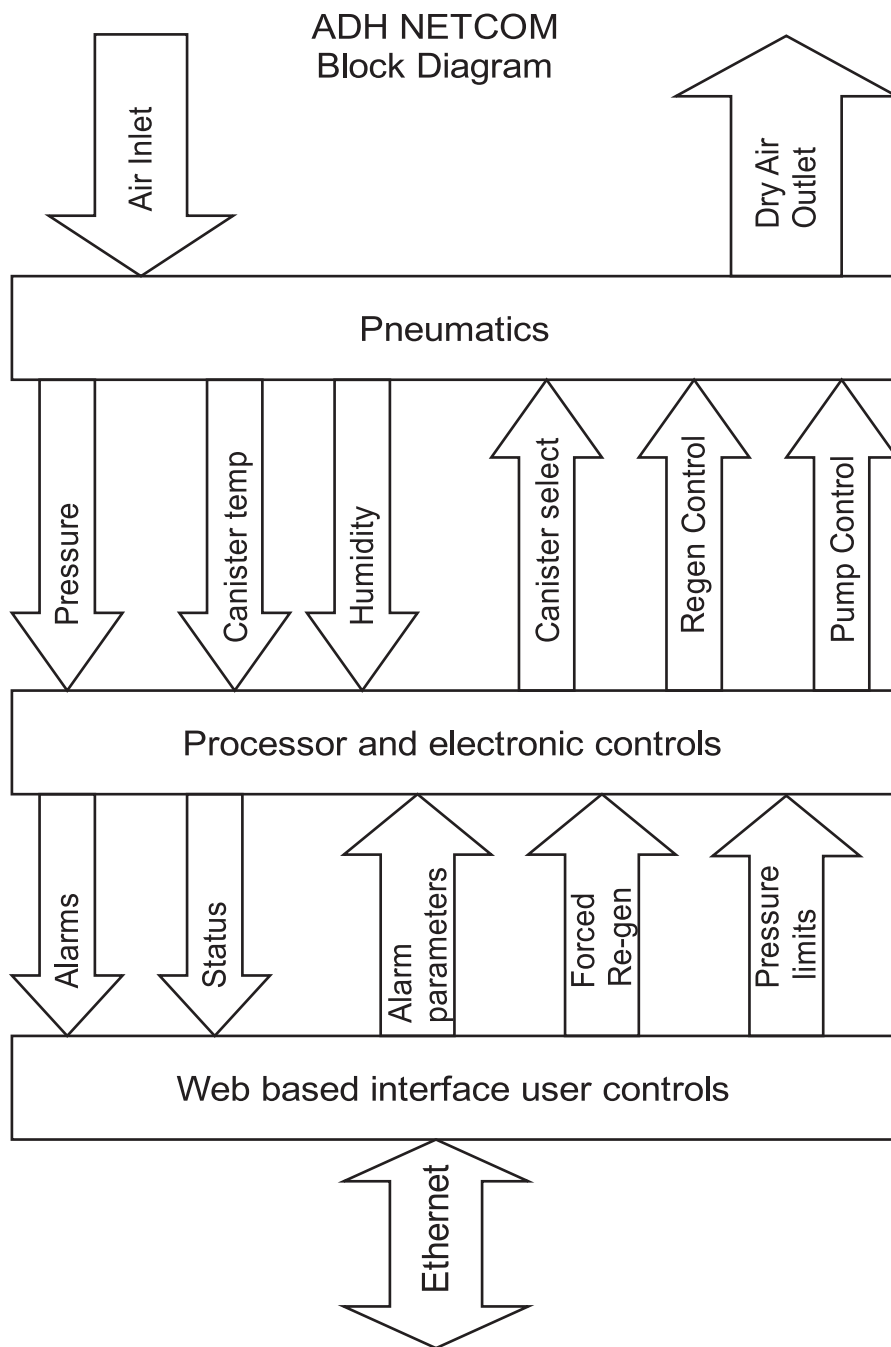 ADH NETCOM
Block Diagram
Air Inlet
Dry Air
Outlet
Pneumatics
Pressure
Canister temp
Humidity
Canister select
Regen Control
Pump Control
Processor and electronic controls
Alarms
Status
Alarm
parameters
Forced
Re-gen
Pressure
limits
Web based interface user controls
Ethernet